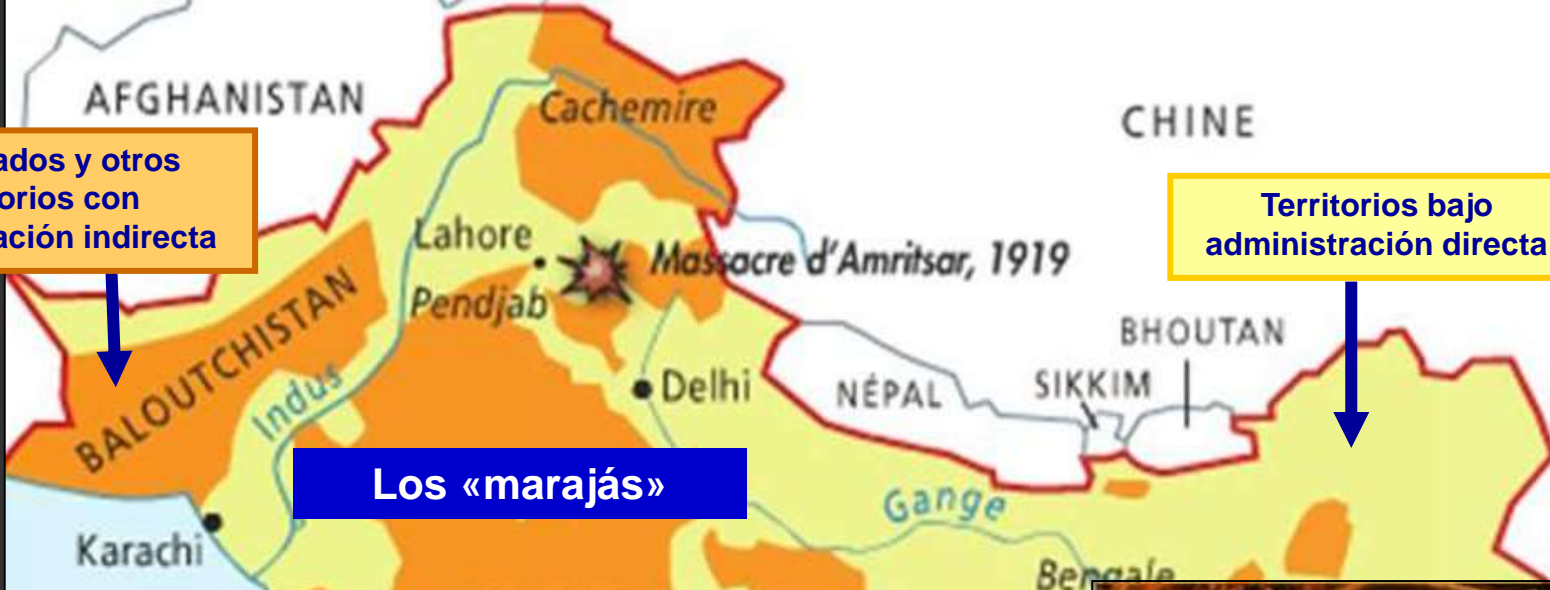 AFGHANISTAN
Cachemire
CHINE
ados y otros
orios con
ación indirecta
Territorios bajo
administración directa
Lahore
Massacre d'Amritsar, 1919
Pendjab
BALOUTCHISTAN
Indus
Delhi
NÉPAL
SIKKIM
BHOUTAN
Los «marajás»
Gange
Karachi
Bengale